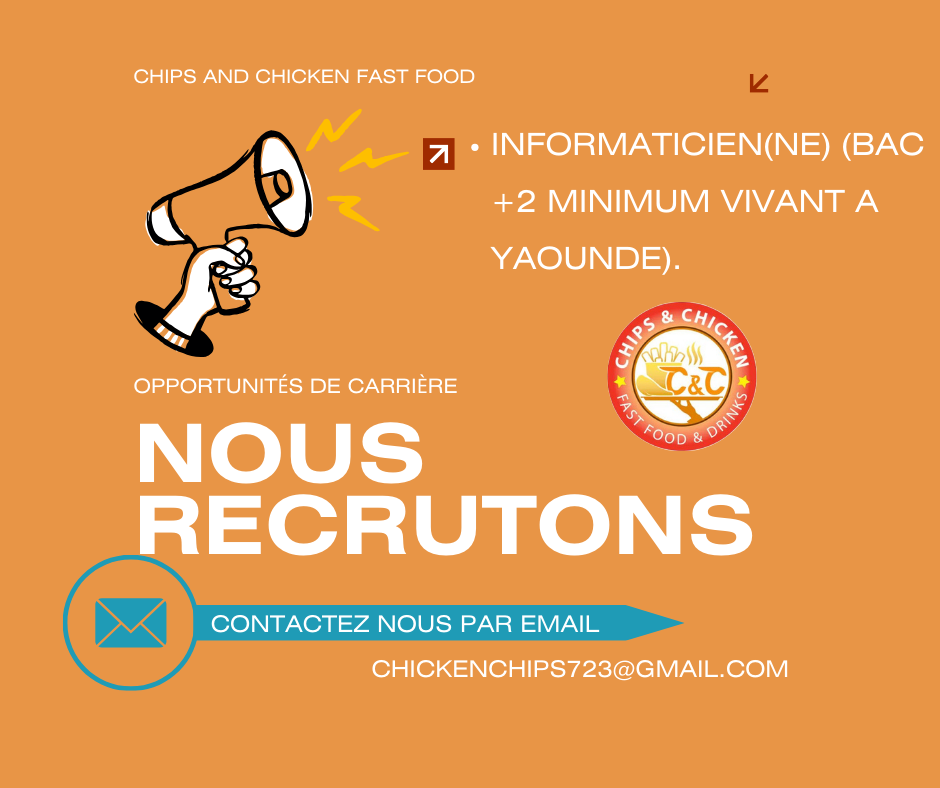 CHIPS AND CHICKEN FAST FOOD
• INFORMATICIEN(NE) (BAC
+2 MINIMUM VIVANT A
YAOUNDE).
CHIPS & CHICKEN
C&C
FAST FOOD & DRINKS
OPPORTUNITÉS DE CARRIÈRE
NOUS
RECRUTONS
CONTACTEZ NOUS PAR EMAIL
CHICKENCHIPS723@GMAIL.COM